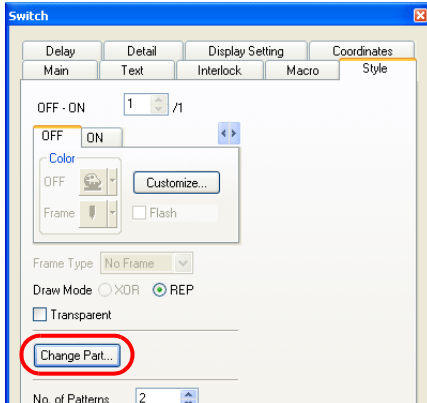 Switch
Delay Detail Display Setting Coordinates
Main Text Interlock Macro Style
OFF - ON 1 /1
OFF ON
Color
OFF Customize...
Frame Flash
Frame Type No Frame
Draw Mode XOR REP
Transparent
Change Part...
No. of Patterns 2